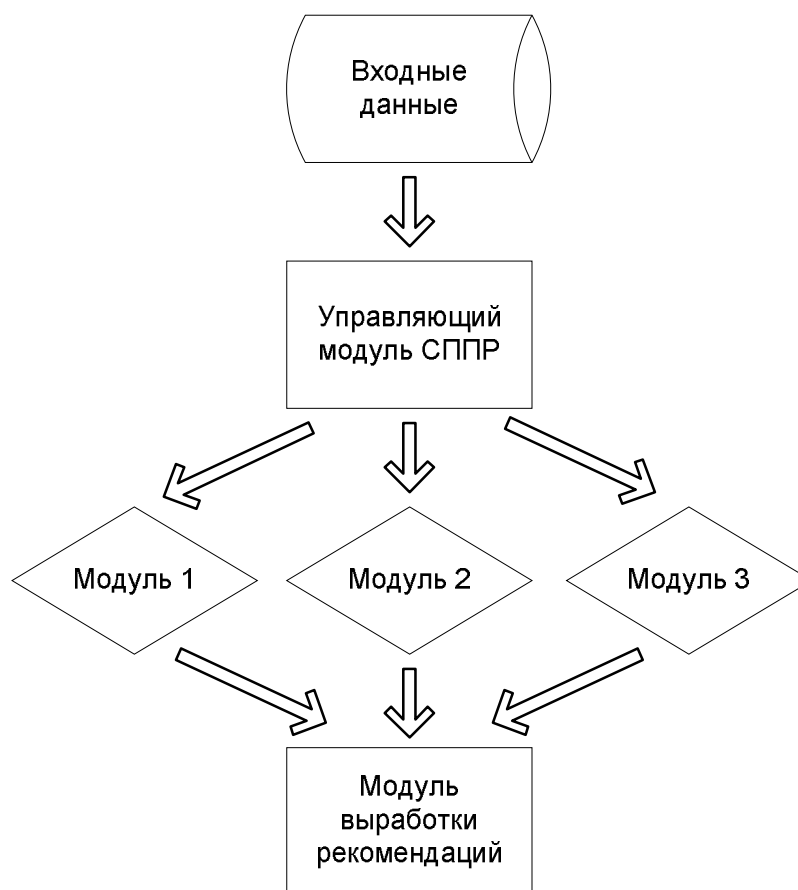 Входные
данные
Управляющий
модуль СППР
Модуль 1
Модуль 2
Модуль 3
Модуль
выработки
рекомендаций